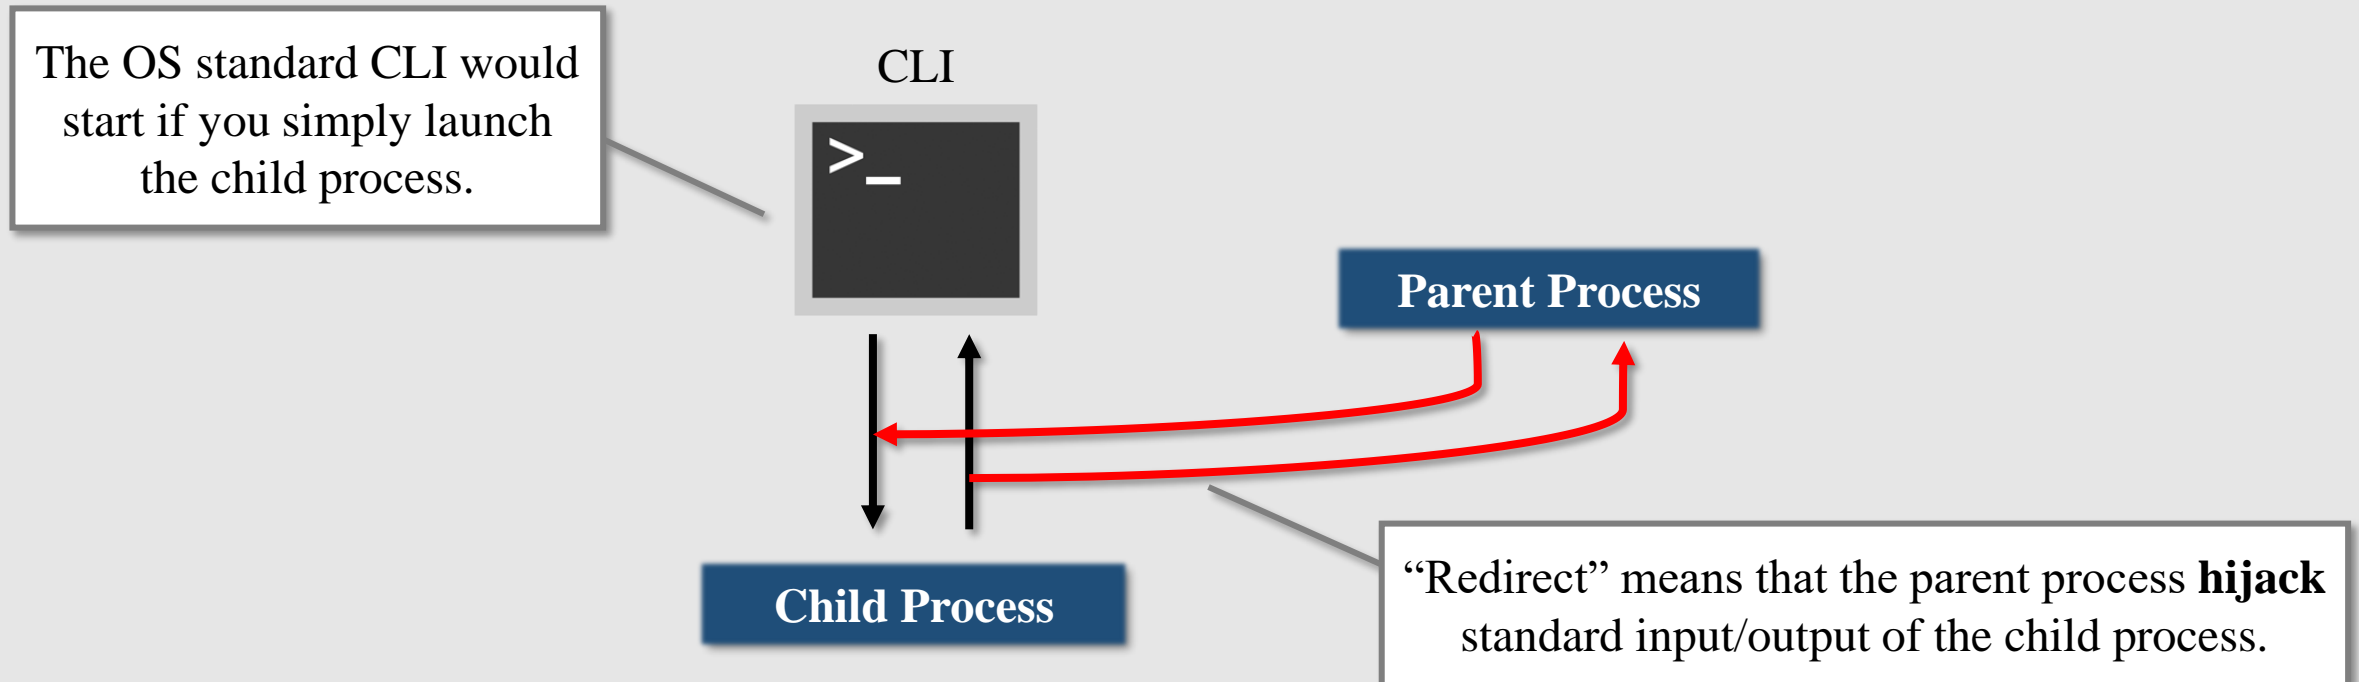 The OS standard CLI would
start if you simply launch
the child process.
CLI
>_
Parent Process
Child Process
“Redirect” means that the parent process hijack
standard input/output of the child process.